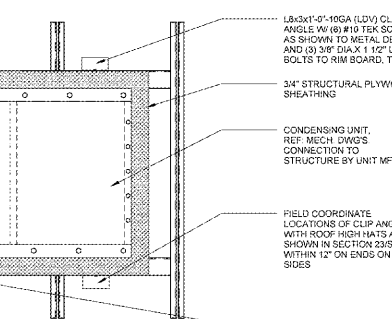 L8x3x1'-0"-10GA (LDV) CL
ANGLE W/ (6) #10 TEK SC
AS SHOWN TO METAL DE
AND (3) 3/8" DIA.X 1 1/2" L
BOLTS TO RIM BOARD, T
3/4" STRUCTURAL PLYW
SHEATHING
CONDENSING UNIT,
REF: MECH. DWG'S.
CONNECTION TO
STRUCTURE BY UNIT MF
FIELD COORDINATE
LOCATIONS OF CLIP ANG
WITH ROOF HIGH HATS A
SHOWN IN SECTION 23/S
WITHIN 12" ON ENDS ON
SIDES